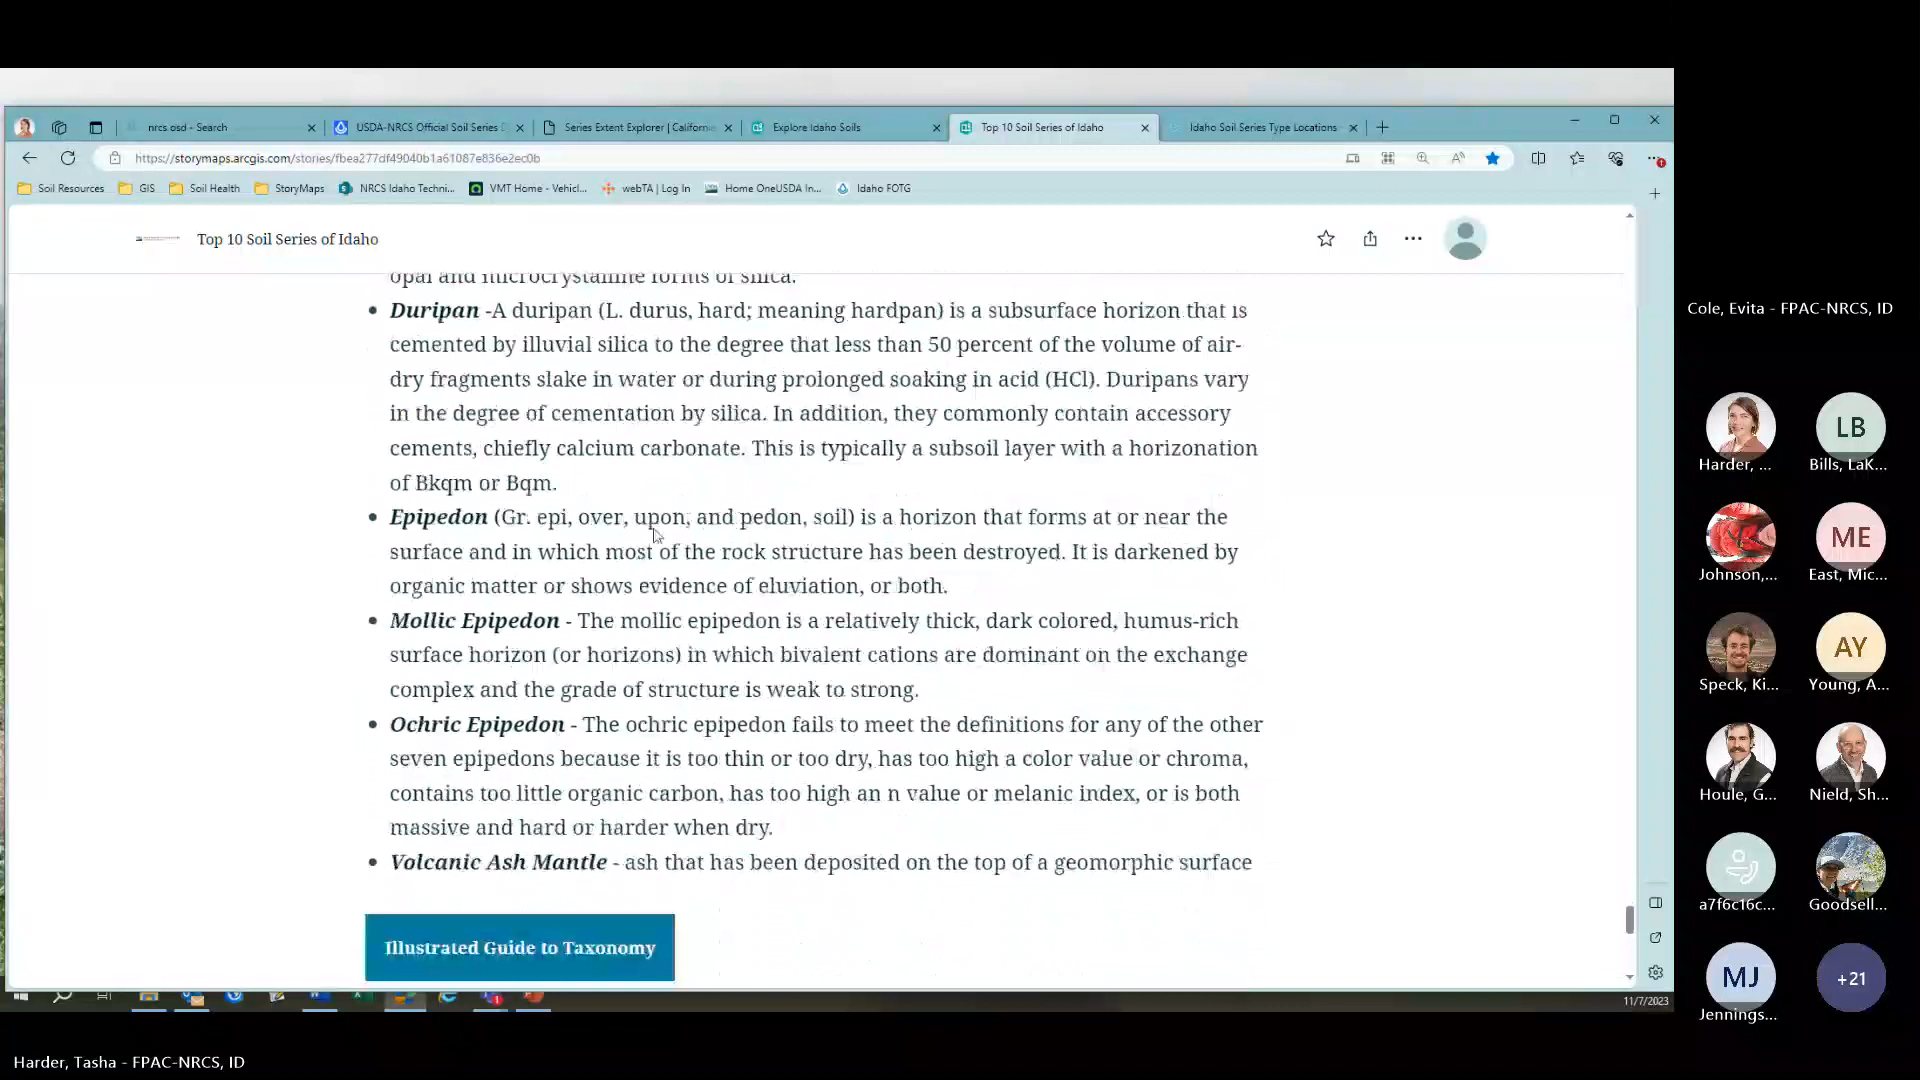 nrcs osd - Search
USDA-NRCS Official Soil Series D
Series Extent Explorer | Californ
Explore Idaho Soils
Top 10 Soil Series of Idaho
Idaho Soil Series Type Locations
https://storymaps.arcgis.com/stories/fbea277df49040b1a61087e836e2ec0b
Soil Resources
GIS
Soil Health
StoryMaps
NRCS Idaho Techni...
VMT Home - Vehicl...
webTA | Log In
Home OneUSDA In...
Idaho FOTG
Top 10 Soil Series of Idaho
opal and microcrystalline forms of silica.
• Duripan -A duripan (L. durus, hard; meaning hardpan) is a subsurface horizon that is
cemented by illuvial silica to the degree that less than 50 percent of the volume of air-
dry fragments slake in water or during prolonged soaking in acid (HCl). Duripans vary
in the degree of cementation by silica. In addition, they commonly contain accessory
cements, chiefly calcium carbonate. This is typically a subsoil layer with a horizonation
of Bkqm or Bqm.
• Epipedon (Gr. epi, over, upon, and pedon, soil) is a horizon that forms at or near the
surface and in which most of the rock structure has been destroyed. It is darkened by
organic matter or shows evidence of eluviation, or both.
• Mollic Epipedon - The mollic epipedon is a relatively thick, dark colored, humus-rich
surface horizon (or horizons) in which bivalent cations are dominant on the exchange
complex and the grade of structure is weak to strong.
• Ochric Epipedon - The ochric epipedon fails to meet the definitions for any of the other
seven epipedons because it is too thin or too dry, has too high a color value or chroma,
contains too little organic carbon, has too high an n value or melanic index, or is both
massive and hard or harder when dry.
• Volcanic Ash Mantle - ash that has been deposited on the top of a geomorphic surface
Illustrated Guide to Taxonomy
11/7/2023
Cole, Evita - FPAC-NRCS, ID
Harder, ...
LB
Bills, LaK...
Johnson,...
ME
East, Mic...
Speck, Ki...
AY
Young, A...
Houle, G...
Nield, Sh...
a7f6c16c...
Goodsell...
MJ
Jennings...
+21
Harder, Tasha - FPAC-NRCS, ID